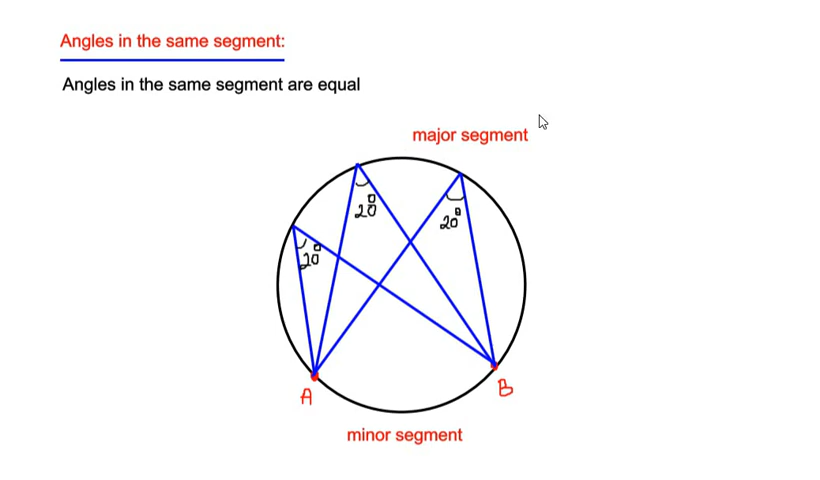 Angles in the same segment:
Angles in the same segment are equal
major segment
20°
20°
20°
A
B
minor segment